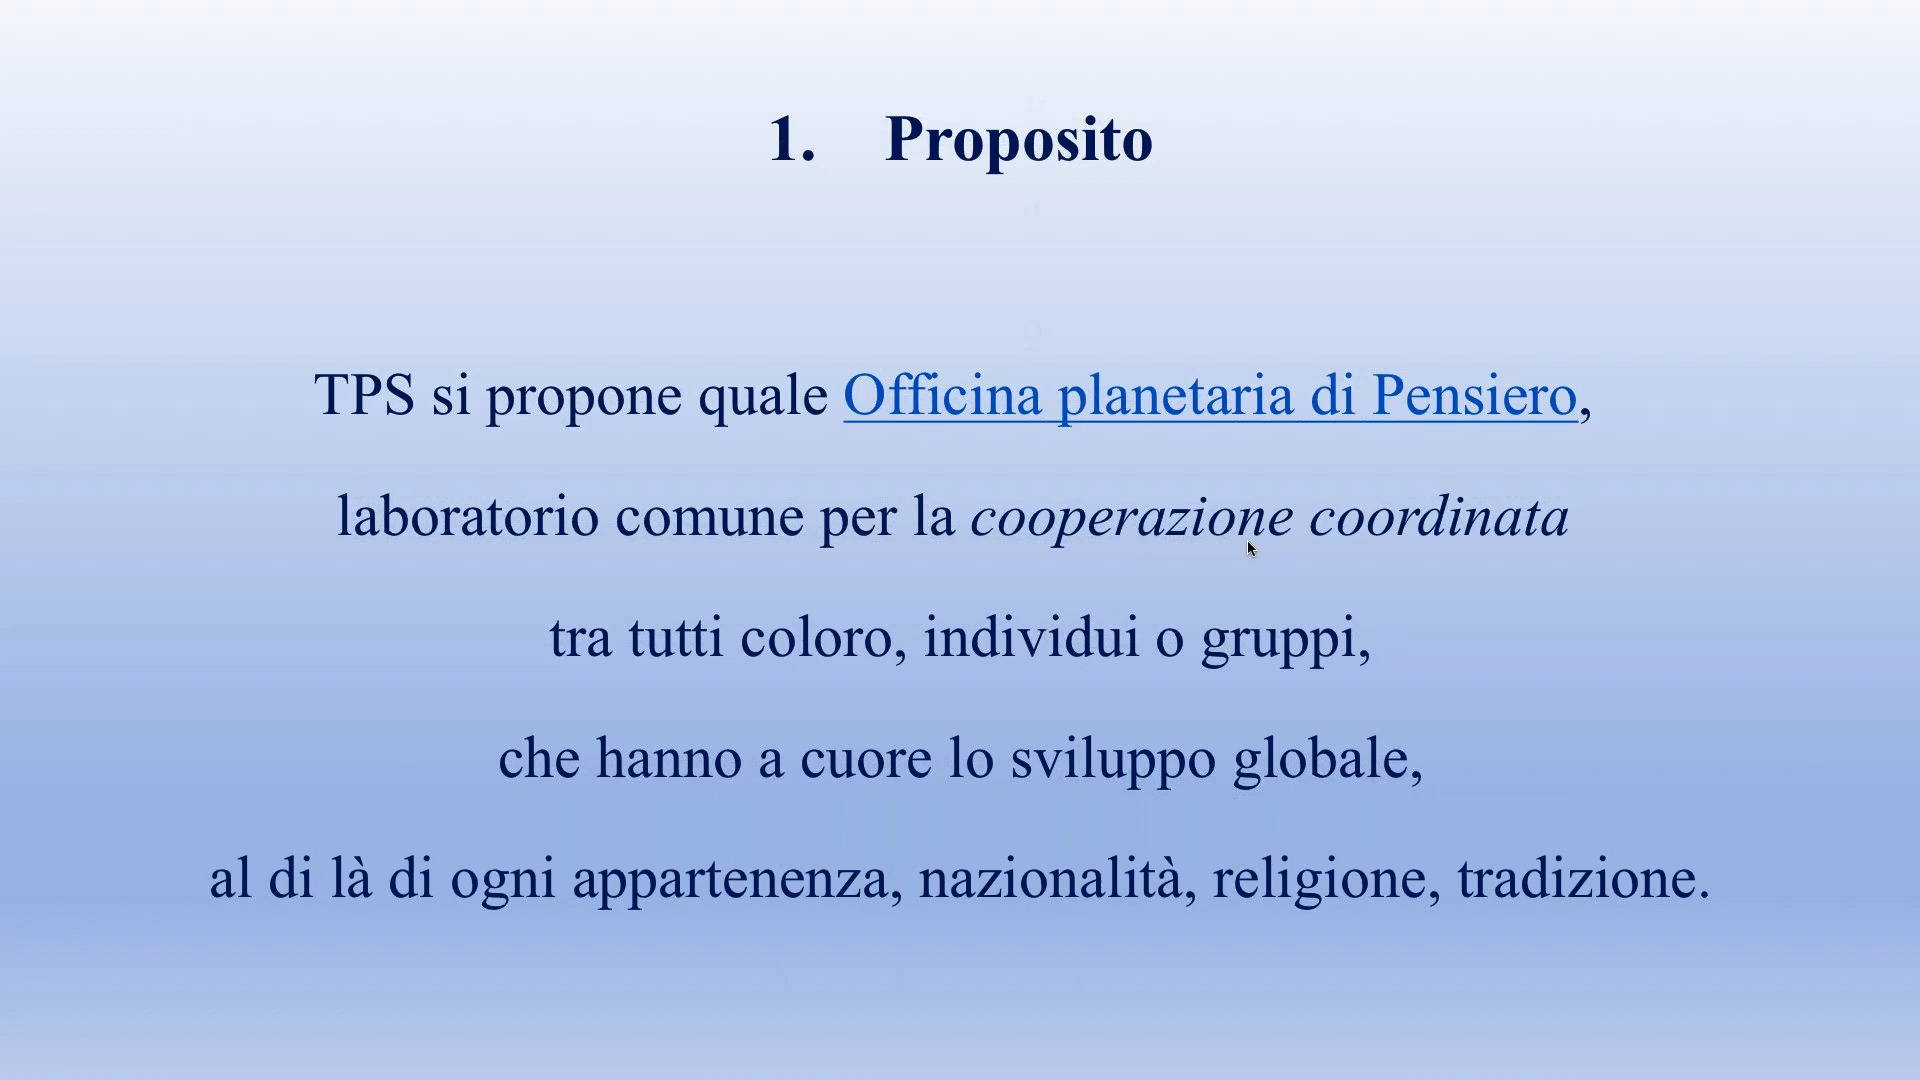 1. Proposito
TPS si propone quale Officina planetaria di Pensiero,
laboratorio comune per la cooperazione coordinata
tra tutti coloro, individui o gruppi,
che hanno a cuore lo sviluppo globale,
al di là di ogni appartenenza, nazionalità, religione, tradizione.